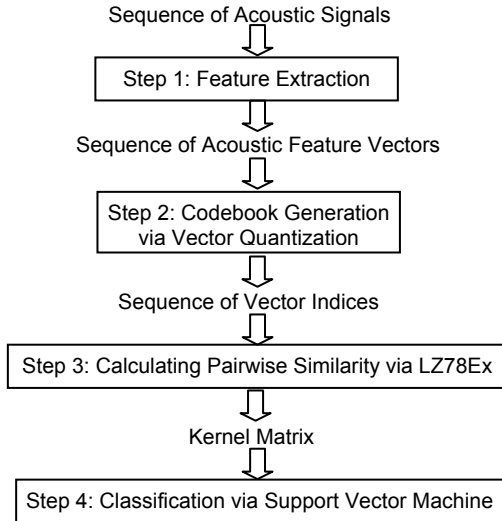 Sequence of Acoustic Signals
Step 1: Feature Extraction
Sequence of Acoustic Feature Vectors
Step 2: Codebook Generation
via Vector Quantization
Sequence of Vector Indices
Step 3: Calculating Pairwise Similarity via LZ78Ex
Kernel Matrix
Step 4: Classification via Support Vector Machine